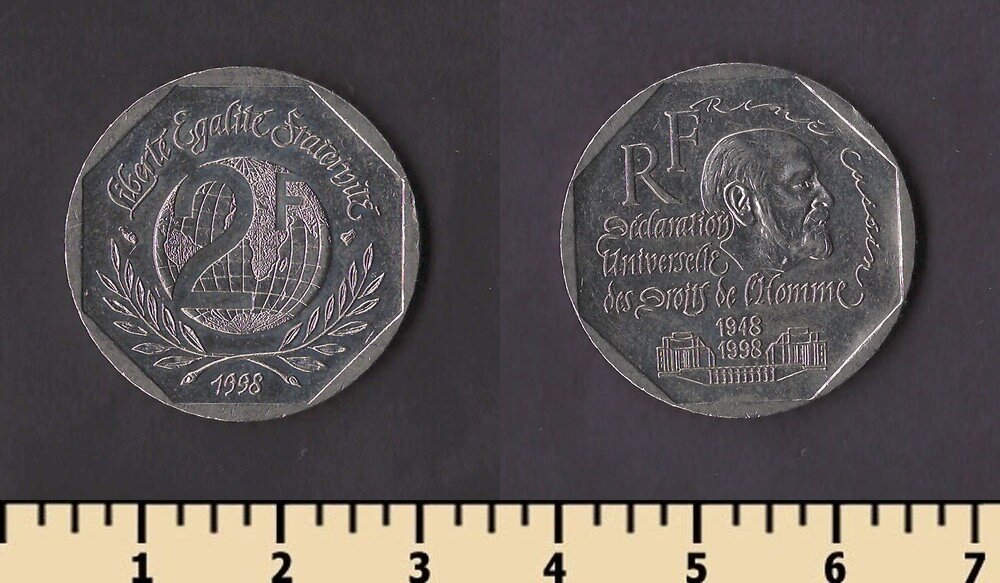 Liberté Egalité Fraternité
2F
1998
RF
René Cassin
Déclaration
Universelle
des Droits de l'Homme
1948
1998
1 2 3 4 5 6 7